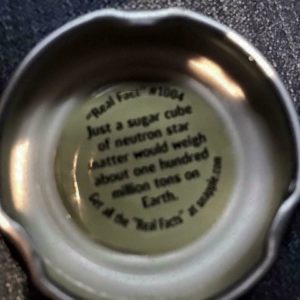 "Real Fact" #1004
Just a sugar cube
of neutron star
matter would weigh
about one hundred
million tons on
Earth.
Get all the "Real Facts" at snapple.com